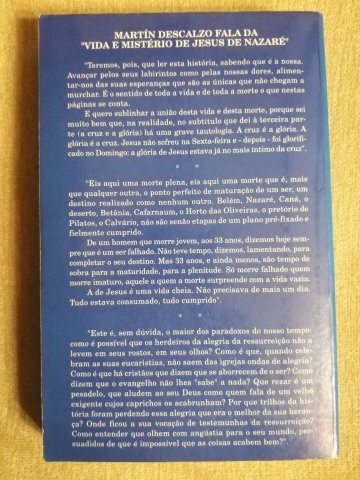 MARTÍN DESCALZO FALA DA
"VIDA E MISTÉRIO DE JESUS DE NAZARÉ"
"Teremos, pois, que ler esta história, sabendo que é a nossa.
Avançar pelos seus labirintos como pelas nossas dores, alimen-
tar-nos das suas esperanças que são as únicas que não chegam a
murchar. É o sentido de toda a vida e de toda a morte o que nestas
páginas se conta.
E quero sublinhar a união desta vida e desta morte, porque sei
muito bem que, na realidade, no subtítulo que dei à terceira par-
te (a cruz e a glória) há uma grave tautologia. A cruz é a glória. A
glória é a cruz. Jesus não sofreu na Sexta-feira e - depois - foi glorifi-
cado no Domingo: a glória de Jesus estava já no mais íntimo da cruz".
* *
"Eis aqui uma morte plena, eis aqui uma morte que é, mais
que qualquer outra, o ponto perfeito de maturação de um ser, um
destino realizado como nenhum outro. Belém, Nazaré, Caná, o
deserto, Betânia, Cafarnaum, o Horto das Oliveiras, o pretório de
Pilatos, o Calvário, não são senão etapas de um plano pré-fixado e
fielmente cumprido.
De um homem que morre jovem, aos 33 anos, dizemos hoje sem-
pre que é um ser falhado. Não teve tempo, dizemos, lamentando, para
completar o seu destino. Mas 33 anos, e ainda menos, são tempo de
sobra para a maturidade, para a plenitude. Só morre falhado quem
morre imaturo, aquele a quem a morte surpreende com a vida vazia.
A de Jesus é uma vida cheia. Não precisava de mais um dia.
Tudo estava consumado, tudo cumprido".
* *
"Este é, sem dúvida, o maior dos paradoxos do nosso tempo:
como é possível que os herdeiros da alegria da ressurreição não a
levem em seus rostos, em seus olhos? Como é que, quando celeb-
ram as suas eucaristias, não saem das igrejas ondas de alegria?
Como é que há cristãos que dizem que se aborrecem de o ser? Como
dizem que o evangelho não lhes "sabe" a nada? Que rezar é um
pesadelo, que aludem ao seu Deus como quem fala de um velho
exigente cujos caprichos os acabrunham? Por que trilhos da his-
tória foram perdendo essa alegria que era o melhor da sua heran-
ça? Onde ficou a sua vocação de testemunhas da ressurreição?
Como entender que olhem com angústia para o seu mundo, per-
suadidos de que é impossível que as coisas acabem bem?".